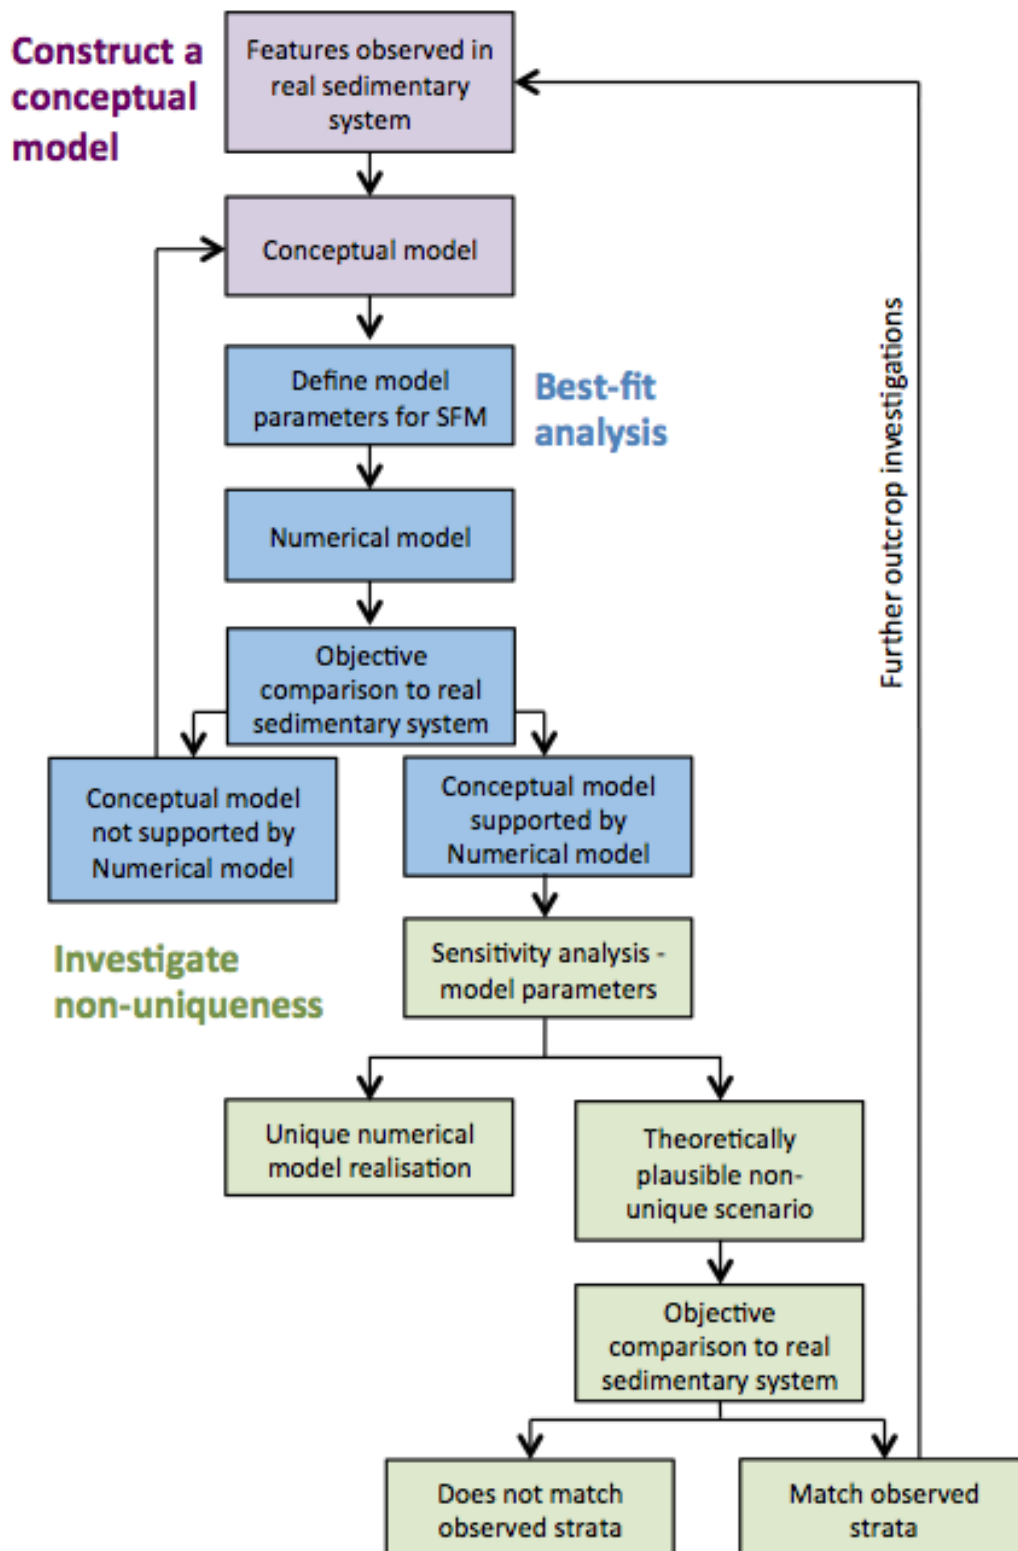 Construct a
conceptual
model
Features observed in
real sedimentary
system
Conceptual model
Define model
parameters for SFM
Best-fit
analysis
Numerical model
Objective
comparison to real
sedimentary system
Conceptual model
not supported by
Numerical model
Conceptual model
supported by
Numerical model
Further outcrop investigations
Investigate
non-uniqueness
Sensitivity analysis -
model parameters
Unique numerical
model realisation
Theoretically
plausible non-
unique scenario
Objective
comparison to real
sedimentary system
Does not match
observed strata
Match observed
strata